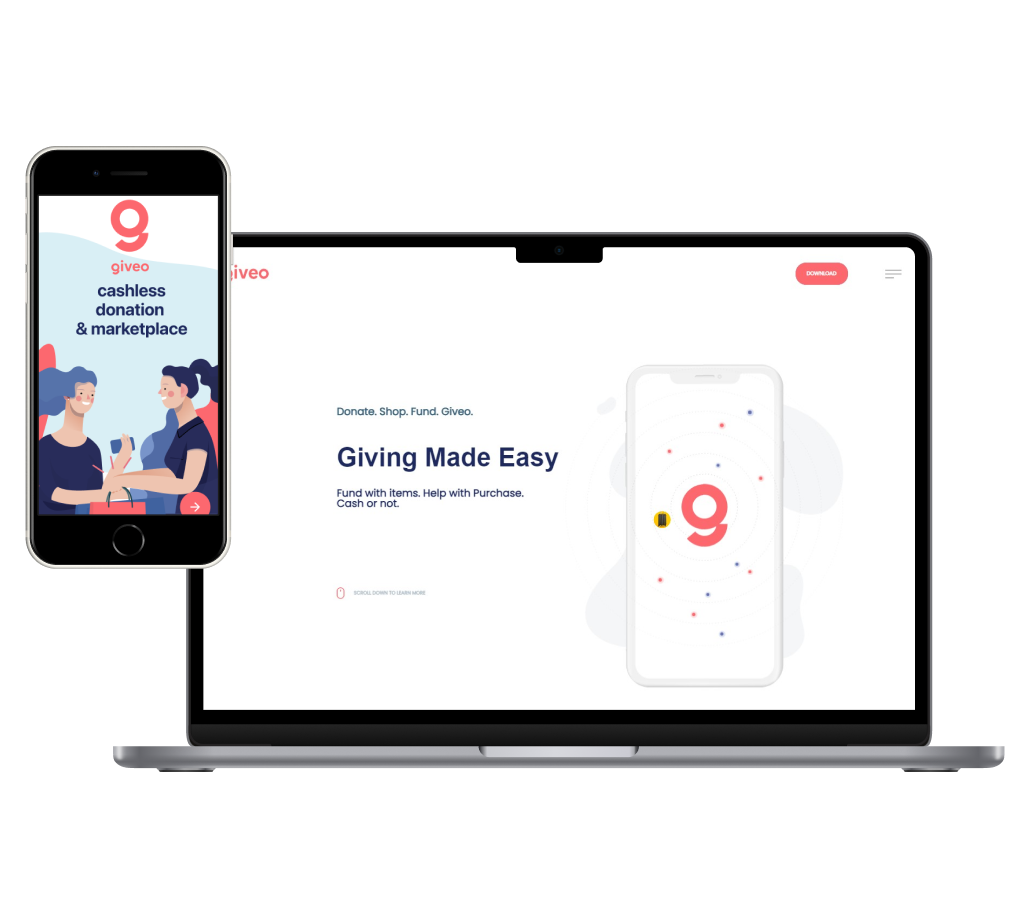 g
giveo
cashless
donation
& marketplace
giveo
DOWNLOAD
Donate. Shop. Fund. Giveo.
Giving Made Easy
Fund with items. Help with Purchase.
Cash or not.
SCROLL DOWN TO LEARN MORE
g